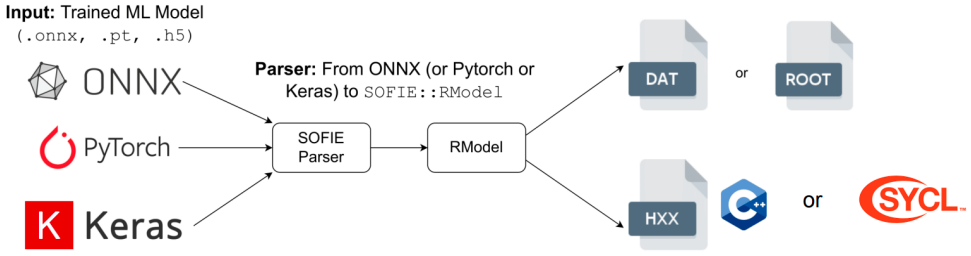 Input: Trained ML Model
(.onnx, .pt, .h5)
ONNX
Parser: From ONNX (or Pytorch or
Keras) to SOFIE::RModel
DAT
or
ROOT
PyTorch
SOFIE
Parser
RModel
K Keras
HXX
C++
or
SYCL™